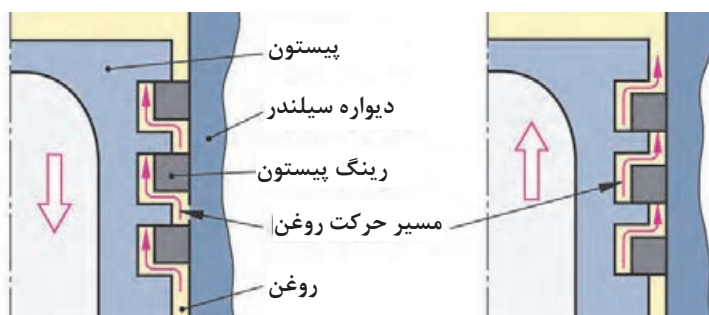 پیستون
دیواره سیلندر
رینگ پیستون
مسیر حرکت روغن
روغن